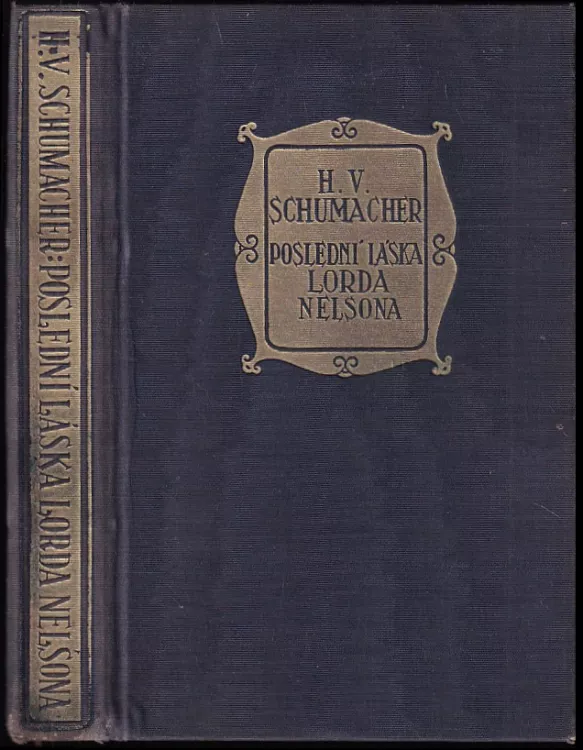 H. V. SCHUMACHER: POSLEDNÍ LÁSKA LORDA NELSONA
H. V.
SCHUMACHER
POSLEDNÍ LÁSKA
LORDA
NELSONA